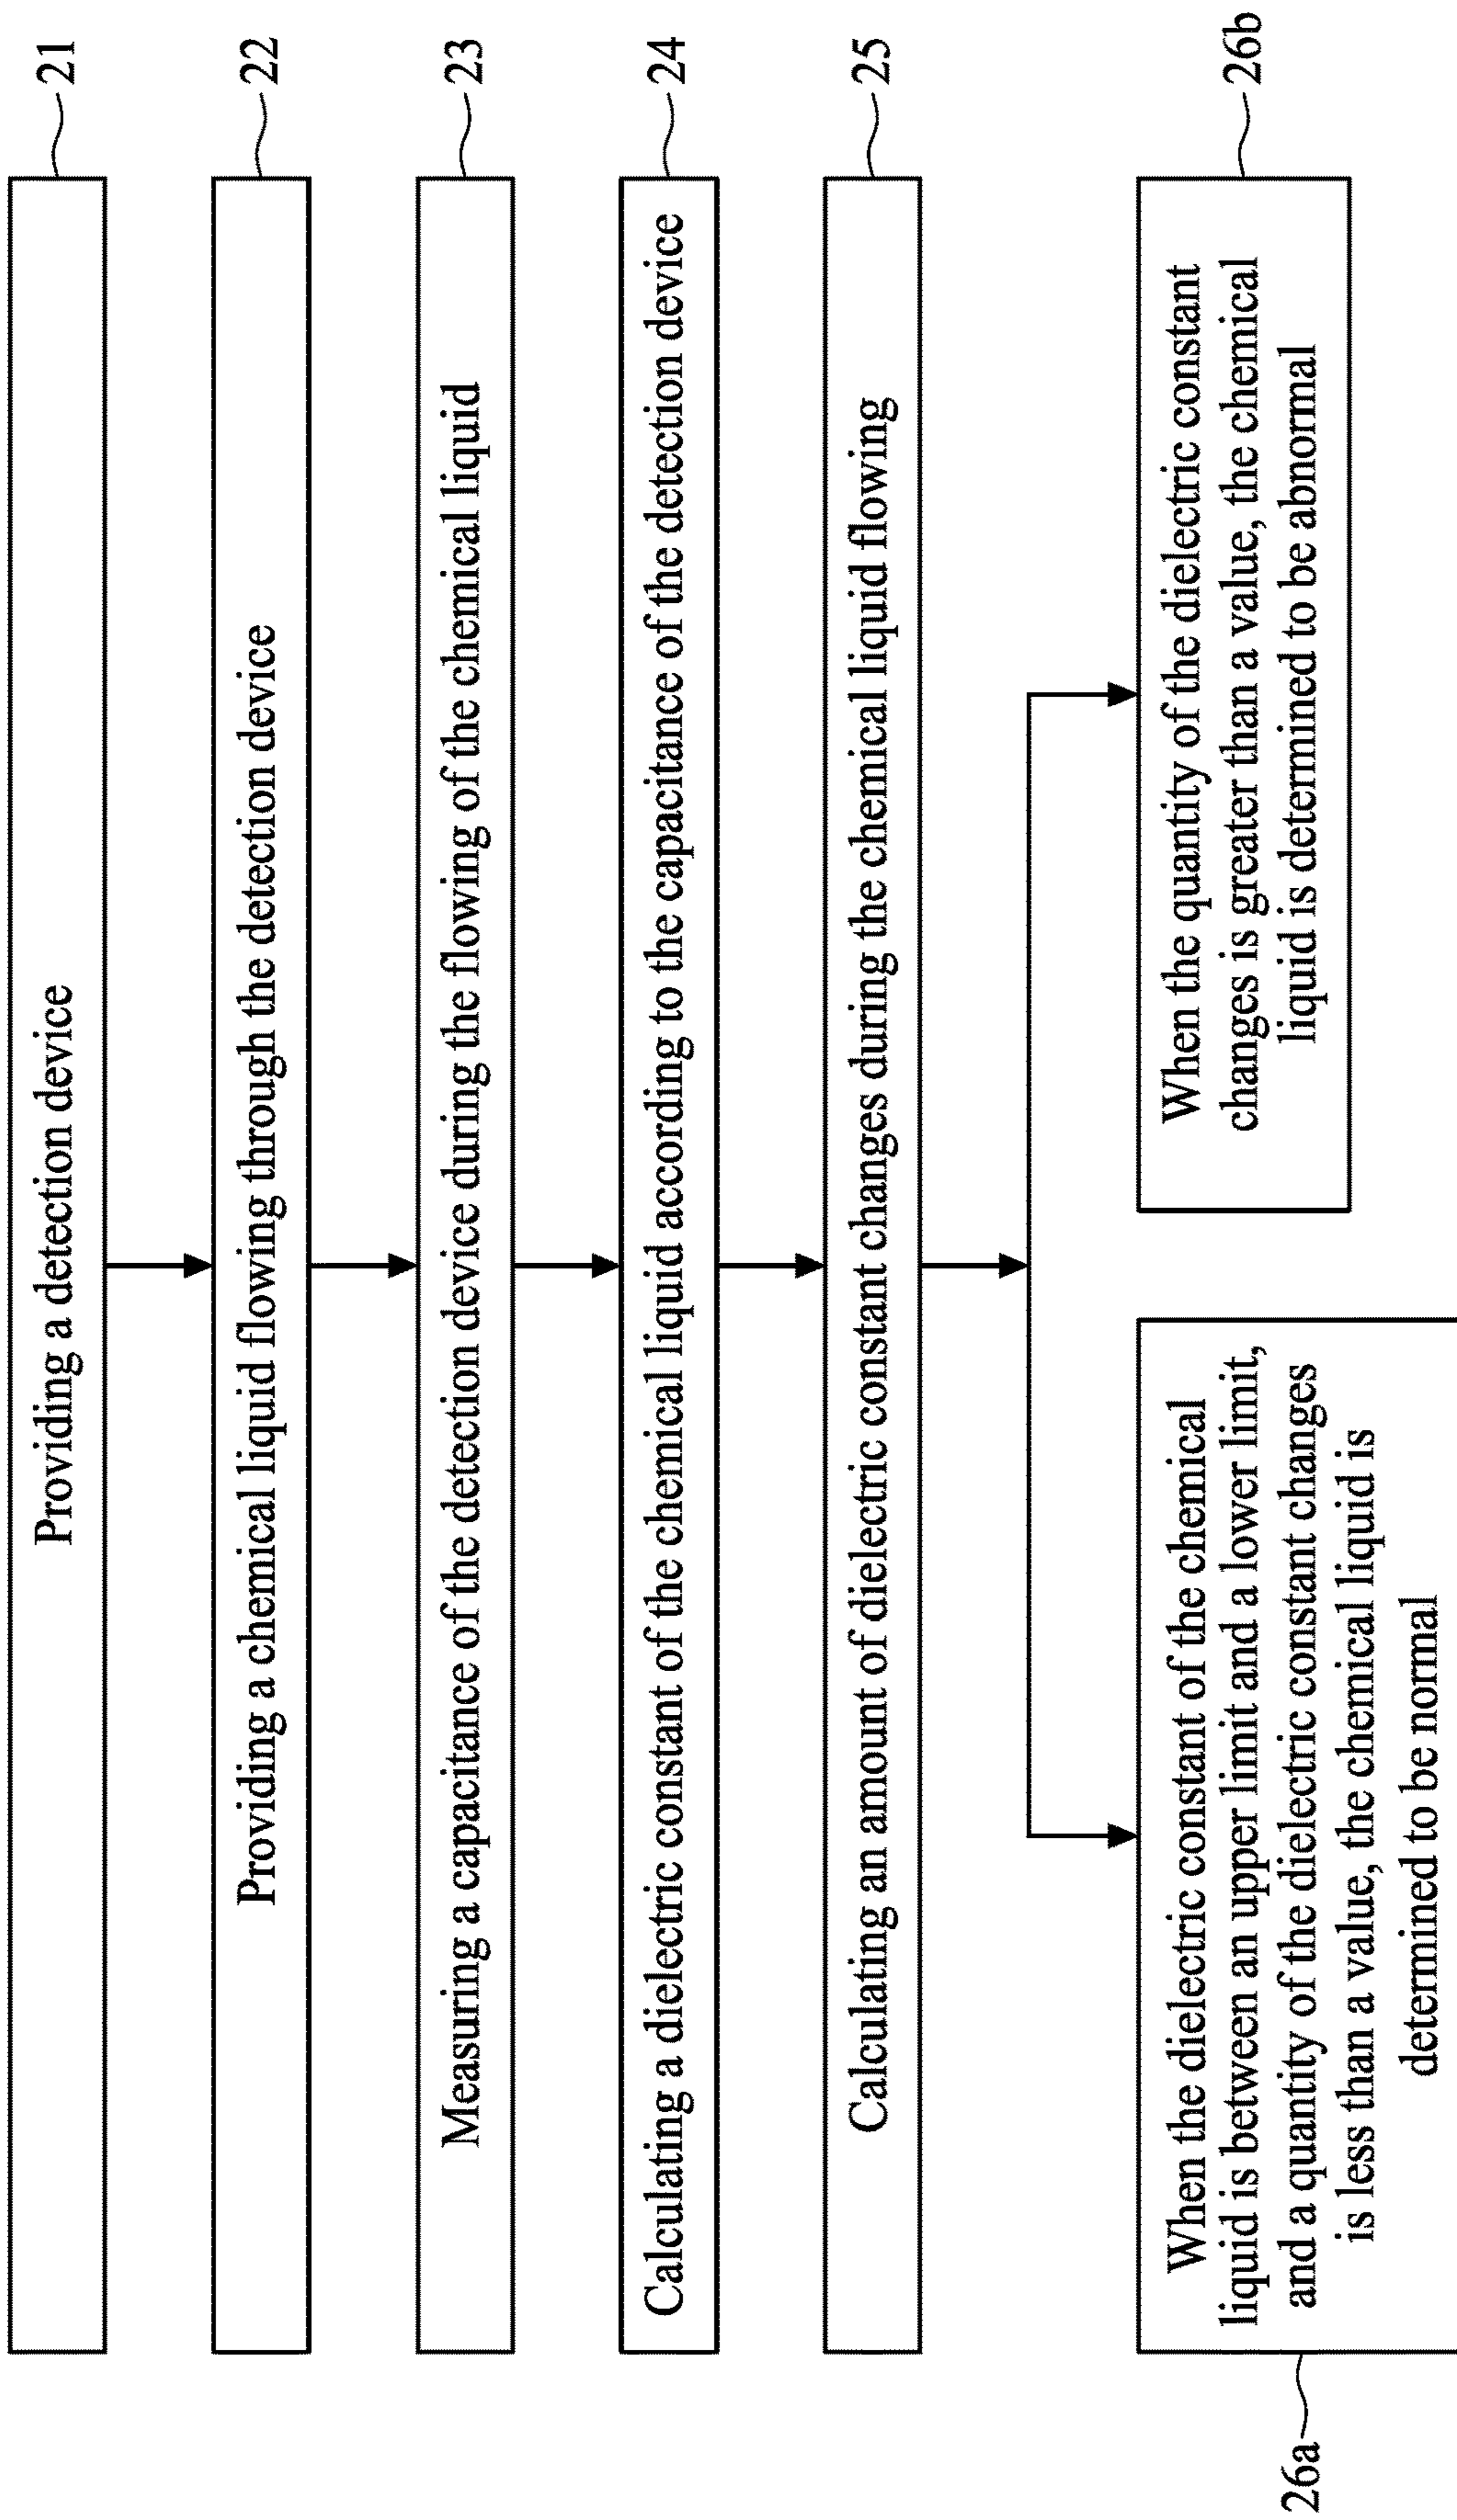 Providing a detection device
21
Providing a chemical liquid flowing through the detection device
22
Measuring a capacitance of the detection device during the flowing of the chemical liquid
23
Calculating a dielectric constant of the chemical liquid according to the capacitance of the detection device
24
Calculating an amount of dielectric constant changes during the chemical liquid flowing
25
26a
When the dielectric constant of the chemical
liquid is between an upper limit and a lower limit,
and a quantity of the dielectric constant changes
is less than a value, the chemical liquid is
determined to be normal
When the quantity of the dielectric constant
changes is greater than a value, the chemical
liquid is determined to be abnormal
26b